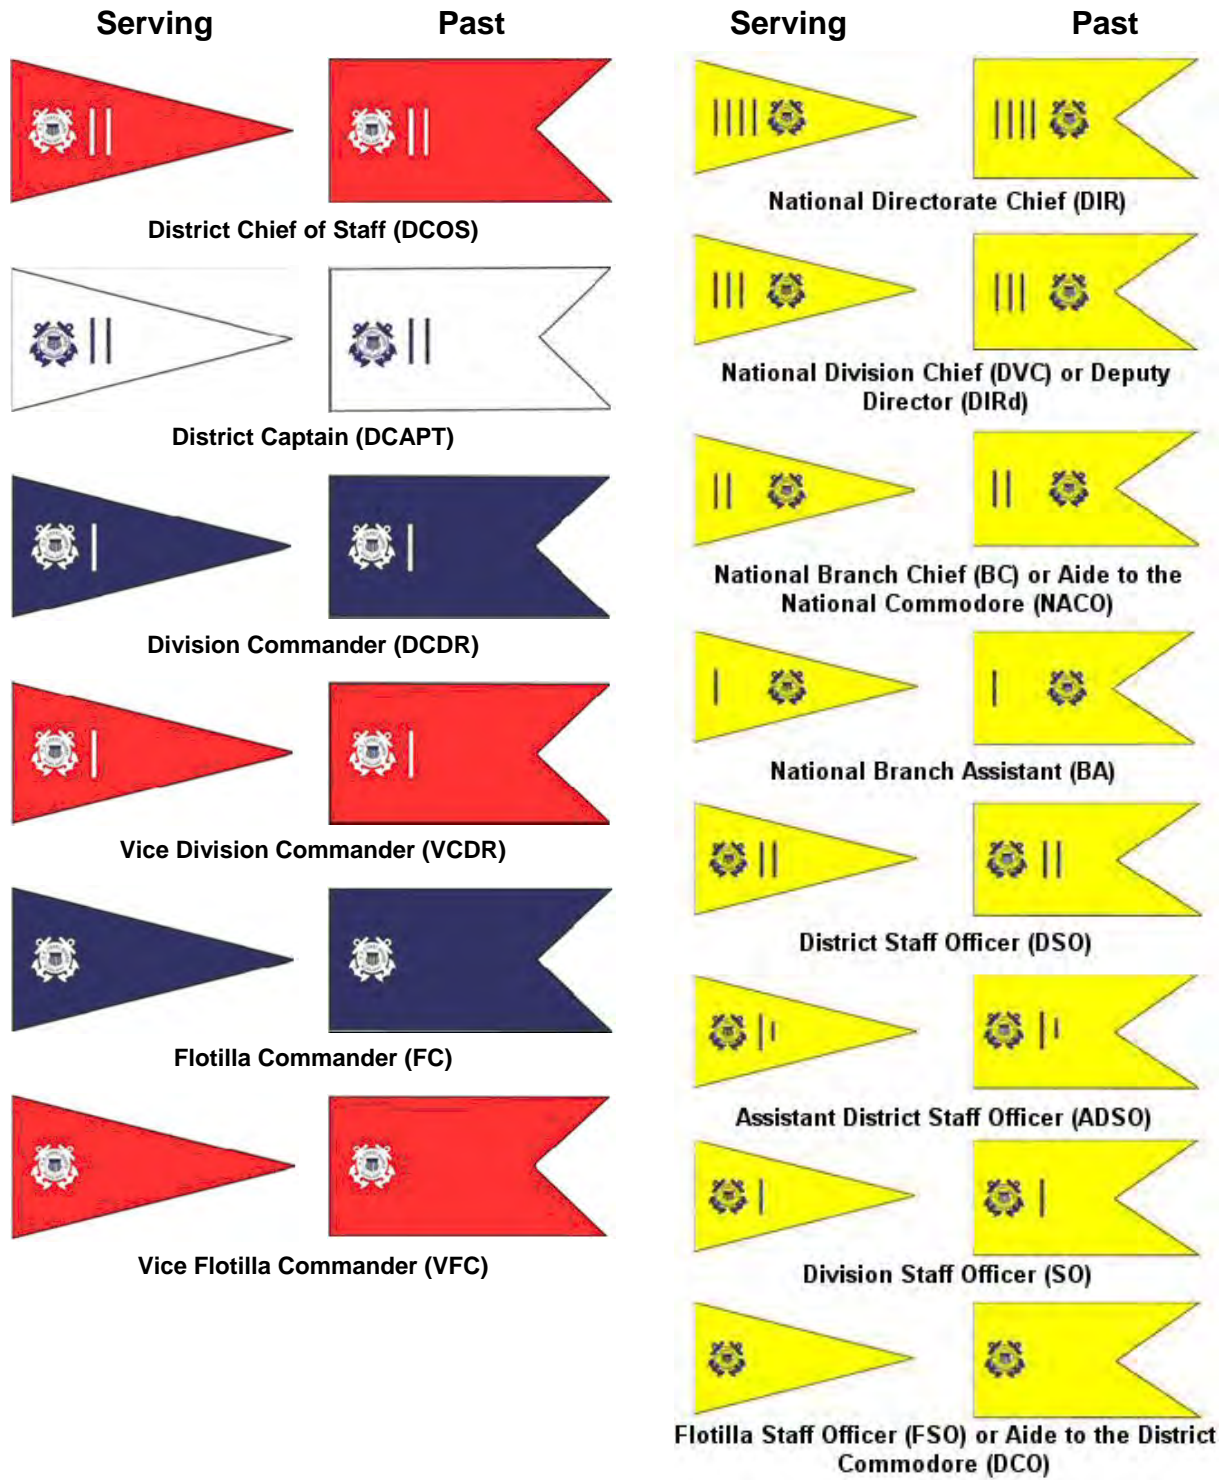 Serving Past
District Chief of Staff (DCOS)
District Captain (DCAPT)
Division Commander (DCDR)
Vice Division Commander (VCDR)
Flotilla Commander (FC)
Vice Flotilla Commander (VFC)
Serving Past
National Directorate Chief (DIR)
National Division Chief (DVC) or Deputy
Director (DIRd)
National Branch Chief (BC) or Aide to the
National Commodore (NACO)
National Branch Assistant (BA)
District Staff Officer (DSO)
Assistant District Staff Officer (ADSO)
Division Staff Officer (SO)
Flotilla Staff Officer (FSO) or Aide to the District
Commodore (DCO)